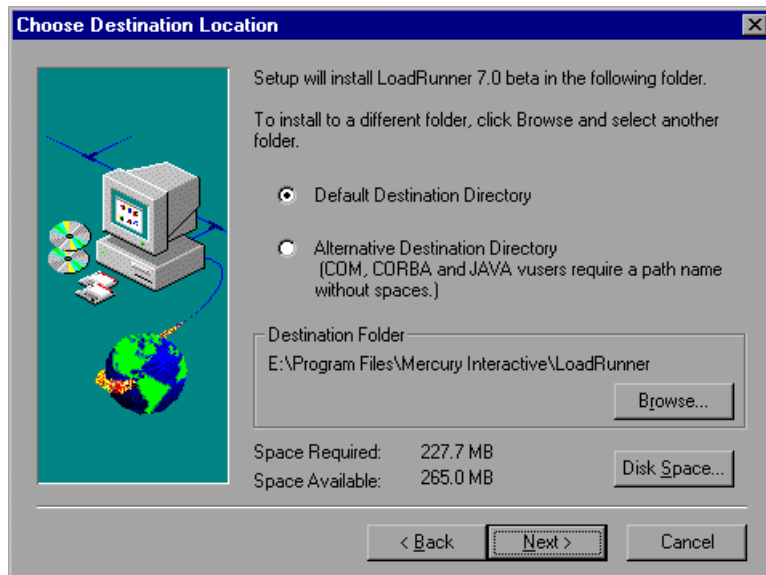 Choose Destination Location
Setup will install LoadRunner 7.0 beta in the following folder.
To install to a different folder, click Browse and select another
folder.
Default Destination Directory
Alternative Destination Directory
(COM, CORBA and JAVA vusers require a path name
without spaces.)
Destination Folder
E:\Program Files\Mercury Interactive\LoadRunner
Browse...
Space Required: 227.7 MB
Space Available: 265.0 MB
Disk Space...
< Back
Next >
Cancel